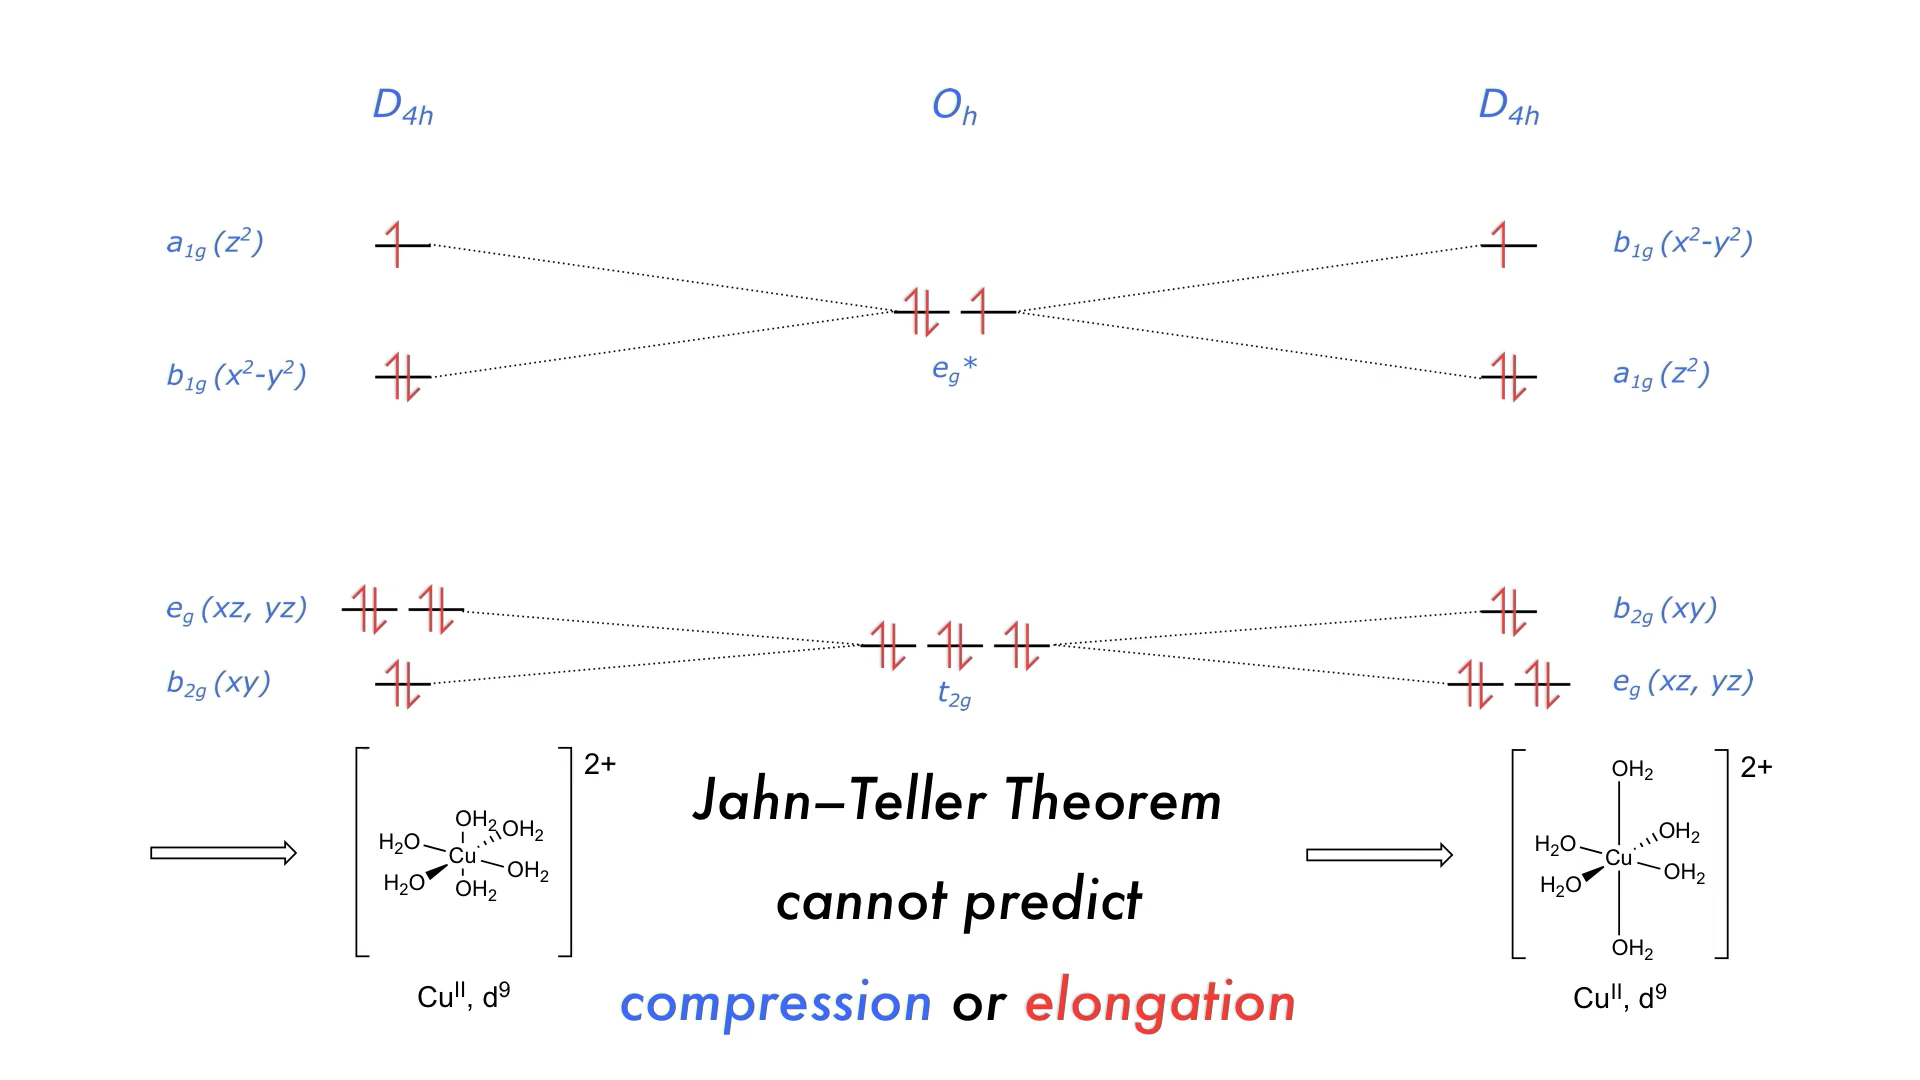 D4h
Oh
D4h
a1g (z²)
b1g (x²-y²)
b1g (x²-y²)
a1g (z²)
eg*
eg (xz, yz)
b2g (xy)
b2g (xy)
eg (xz, yz)
t2g
2+
OH2
OH2
H2O
Cu
OH2
H2O
OH2
CuII, d9
Jahn–Teller Theorem
cannot predict
compression or elongation
2+
OH2
OH2
H2O
Cu
OH2
H2O
OH2
CuII, d9